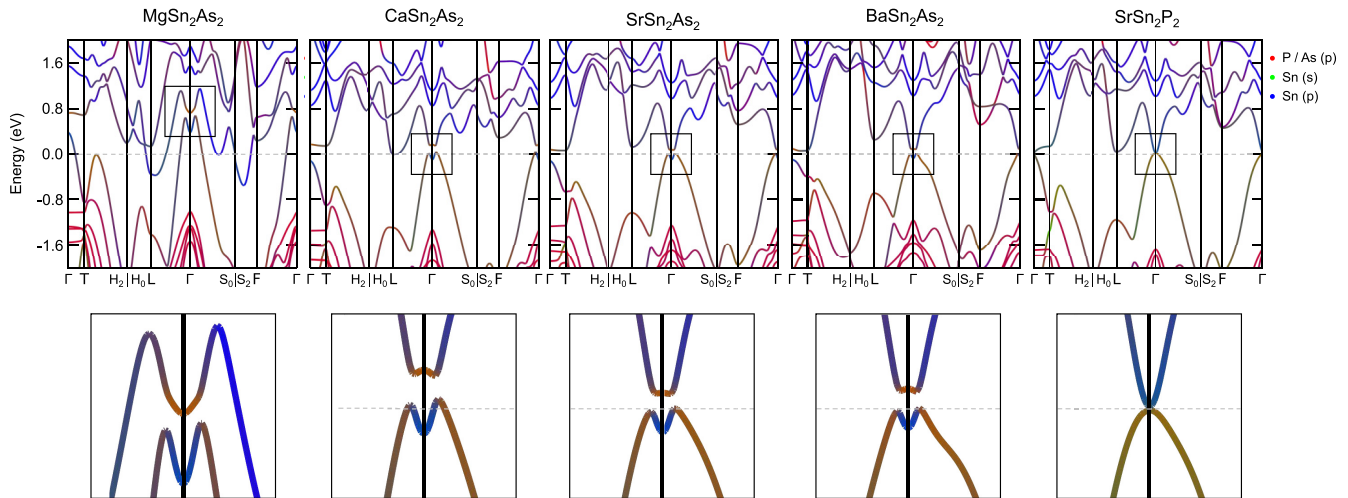 MgSn2As2
CaSn2As2
SrSn2As2
BaSn2As2
SrSn2P2
Energy (eV)
1.6
0.8
0.0
-0.8
-1.6
Γ T H2|H0 L Γ S0|S2 F Γ
Γ T H2|H0 L Γ S0|S2 F Γ
Γ T H2|H0 L Γ S0|S2 F Γ
Γ T H2|H0 L Γ S0|S2 F Γ
Γ T H2|H0 L Γ S0|S2 F Γ
P / As (p)
Sn (s)
Sn (p)